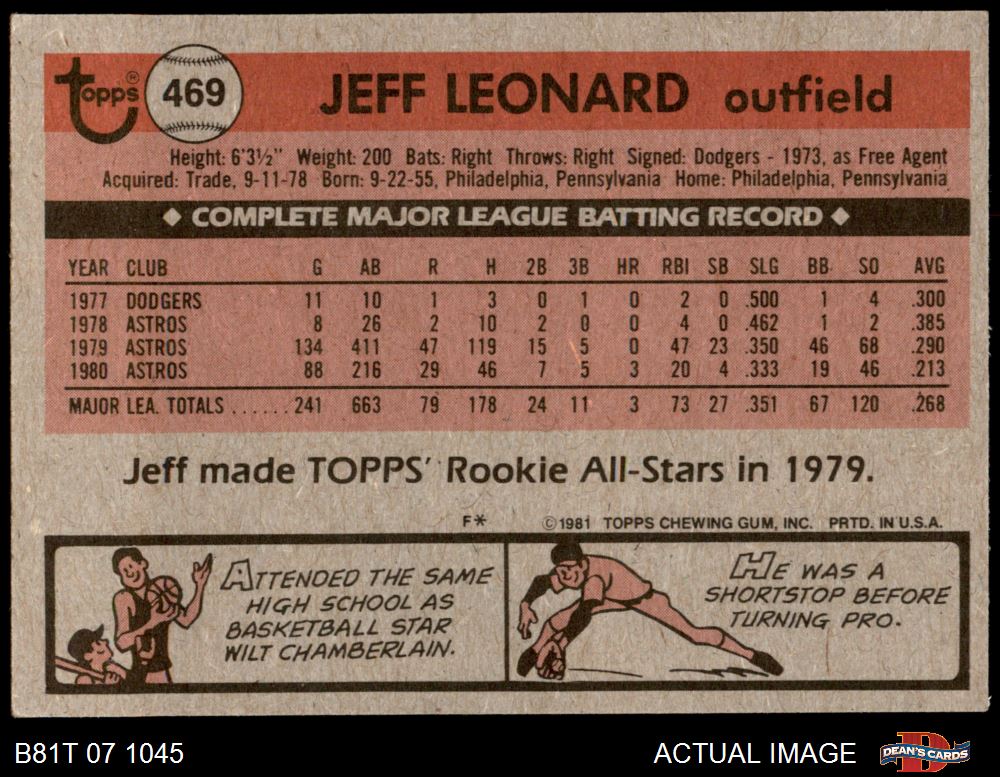 topps® 469 JEFF LEONARD outfield
Height: 6'3½" Weight: 200 Bats: Right Throws: Right Signed: Dodgers - 1973, as Free Agent
Acquired: Trade, 9-11-78 Born: 9-22-55, Philadelphia, Pennsylvania Home: Philadelphia, Pennsylvania
◆ COMPLETE MAJOR LEAGUE BATTING RECORD ◆
YEAR CLUB G AB R H 2B 3B HR RBI SB SLG BB SO AVG
1977 DODGERS 11 10 1 3 0 1 0 2 0 .500 1 4 .300
1978 ASTROS 8 26 2 10 2 0 0 4 0 .462 1 2 .385
1979 ASTROS 134 411 47 119 15 5 0 47 23 .350 46 68 .290
1980 ASTROS 88 216 29 46 7 5 3 20 4 .333 19 46 .213
MAJOR LEA. TOTALS ......241 663 79 178 24 11 3 73 27 .351 67 120 .268
Jeff made TOPPS' Rookie All-Stars in 1979.
F* ©1981 TOPPS CHEWING GUM, INC. PRTD. IN U.S.A.
ATTENDED THE SAME
HIGH SCHOOL AS
BASKETBALL STAR
WILT CHAMBERLAIN.
HE WAS A
SHORTSTOP BEFORE
TURNING PRO.
B81T 07 1045 ACTUAL IMAGE DEAN'S CARDS